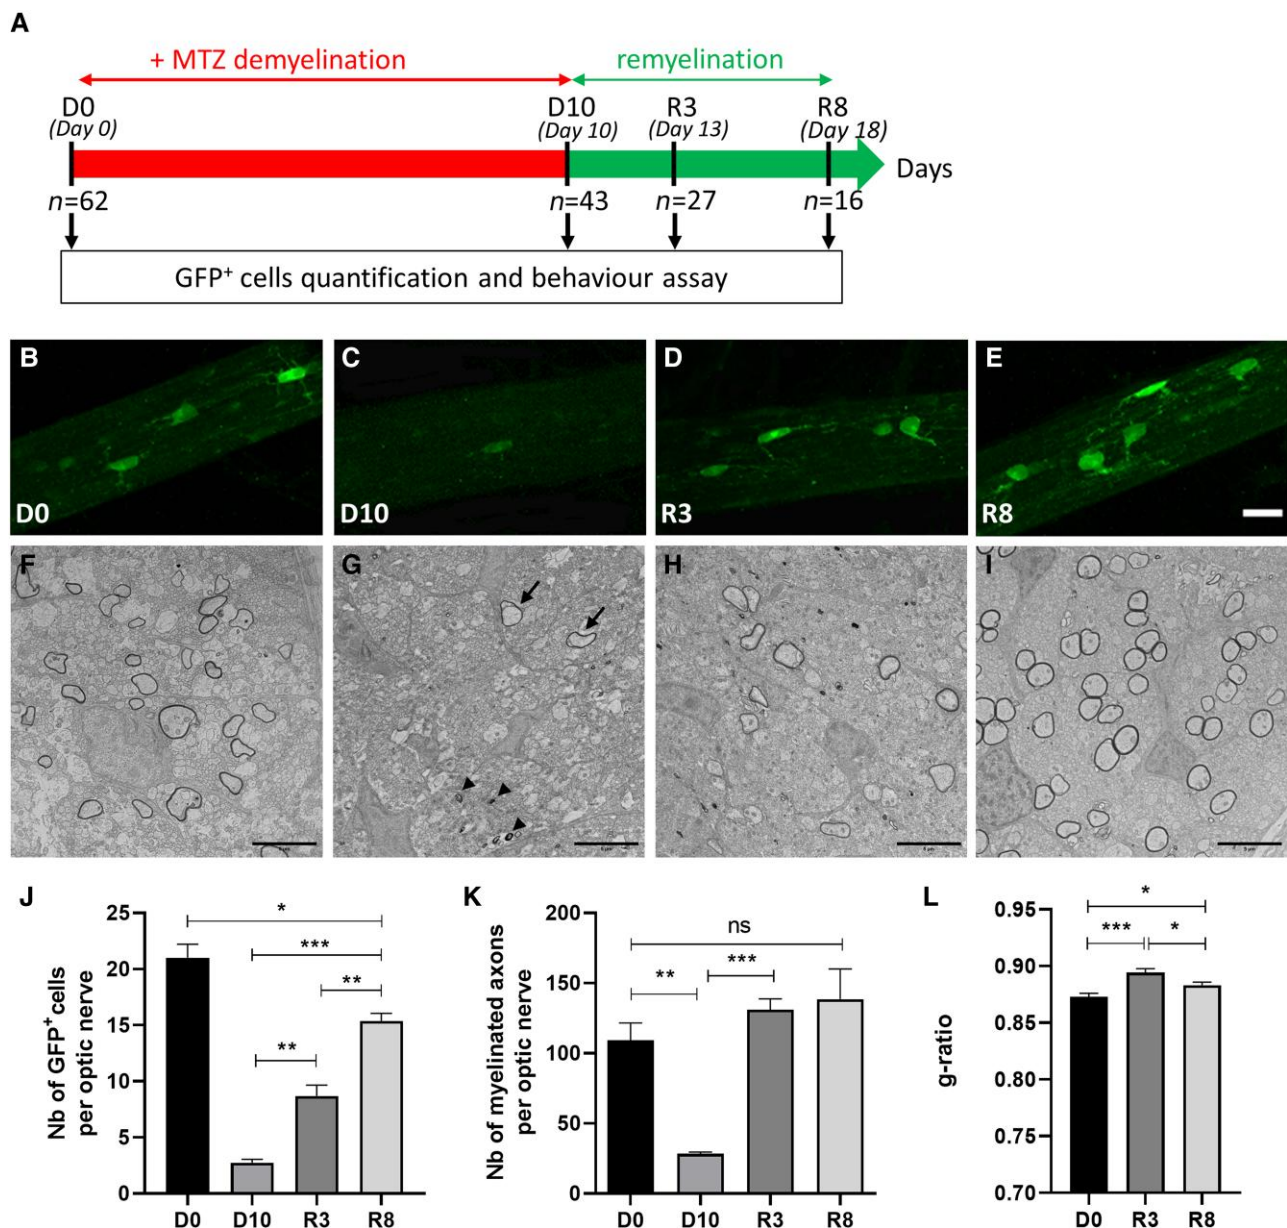 A
+ MTZ demyelination
remyelination
D0
(Day 0)
D10
(Day 10)
R3
(Day 13)
R8
(Day 18)
Days
n=62
n=43
n=27
n=16
GFP+ cells quantification and behaviour assay
B
D0
C
D10
D
R3
E
R8
F
G
H
I
J
Nb of GFP+cells
per optic nerve
25
20
15
10
5
0
*
***
**
**
D0 D10 R3 R8
K
Nb of myelinated axons
per optic nerve
200
150
100
50
0
ns
**
***
D0 D10 R3 R8
L
g-ratio
0.95
0.90
0.85
0.80
0.75
0.70
*
***
*
D0 R3 R8